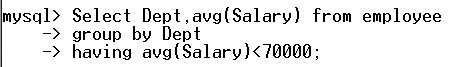 mysql> Select Dept,avg(Salary) from employee
-> group by Dept
-> having avg(Salary)<70000;